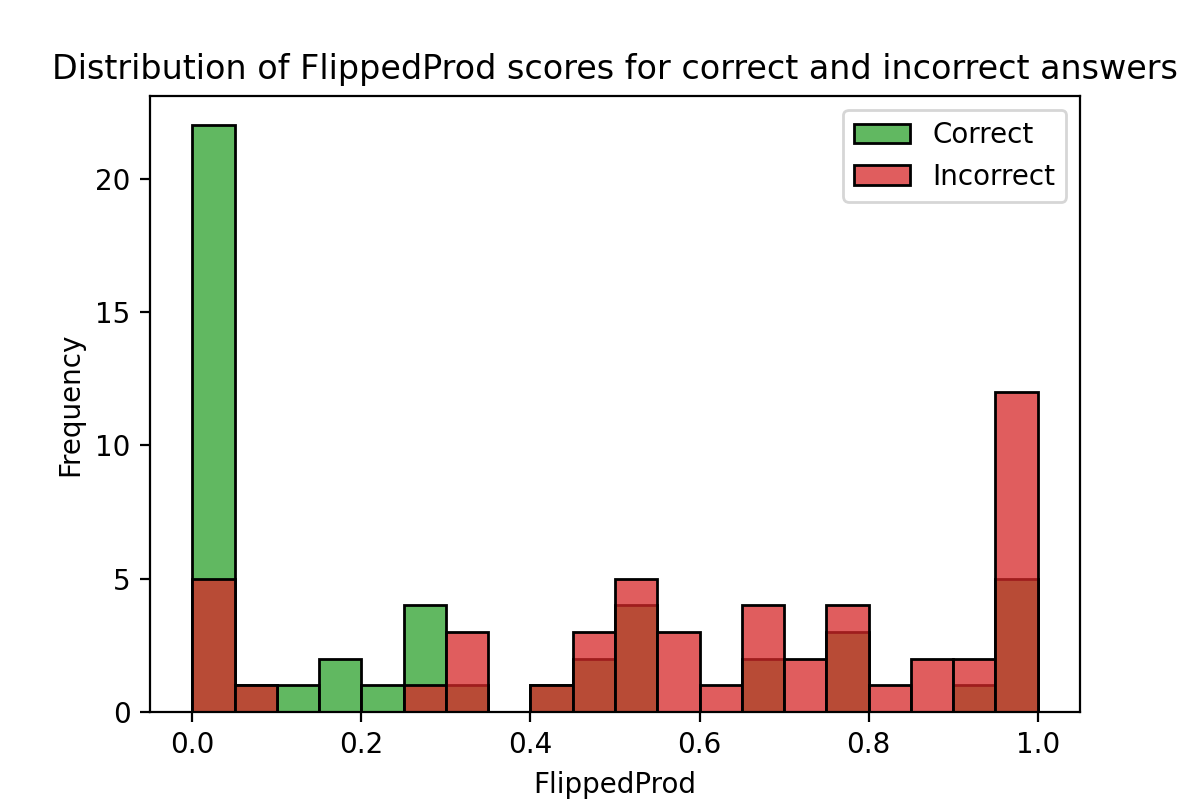 Distribution of FlippedProd scores for correct and incorrect answers
Correct
Incorrect
Frequency
20
15
10
5
0
0.0 0.2 0.4 0.6 0.8 1.0
FlippedProd